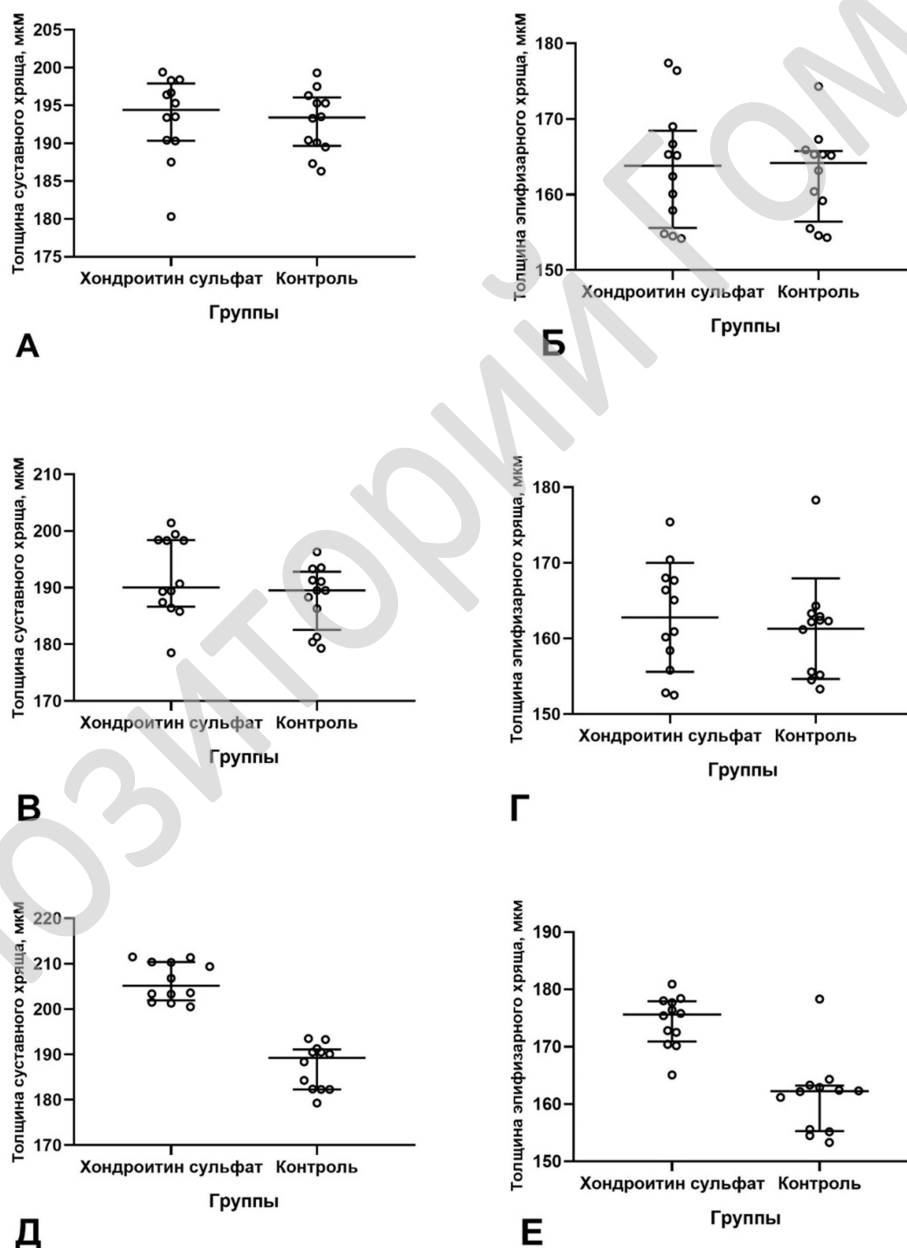 Толщина суставного хряща, мкм
205
200
195
190
185
180
175
Хондроитин сульфат Контроль
Группы
А
Толщина эпифизарного хряща, мкм
180
170
160
150
Хондроитин сульфат Контроль
Группы
Б
Толщина суставного хряща, мкм
210
200
190
180
170
Хондроитин сульфат Контроль
Группы
В
Толщина эпифизарного хряща, мкм
180
170
160
150
Хондроитин сульфат Контроль
Группы
Г
Толщина суставного хряща, мкм
220
210
200
190
180
170
Хондроитин сульфат Контроль
Группы
Д
Толщина эпифизарного хряща, мкм
190
180
170
160
150
Хондроитин сульфат Контроль
Группы
Е